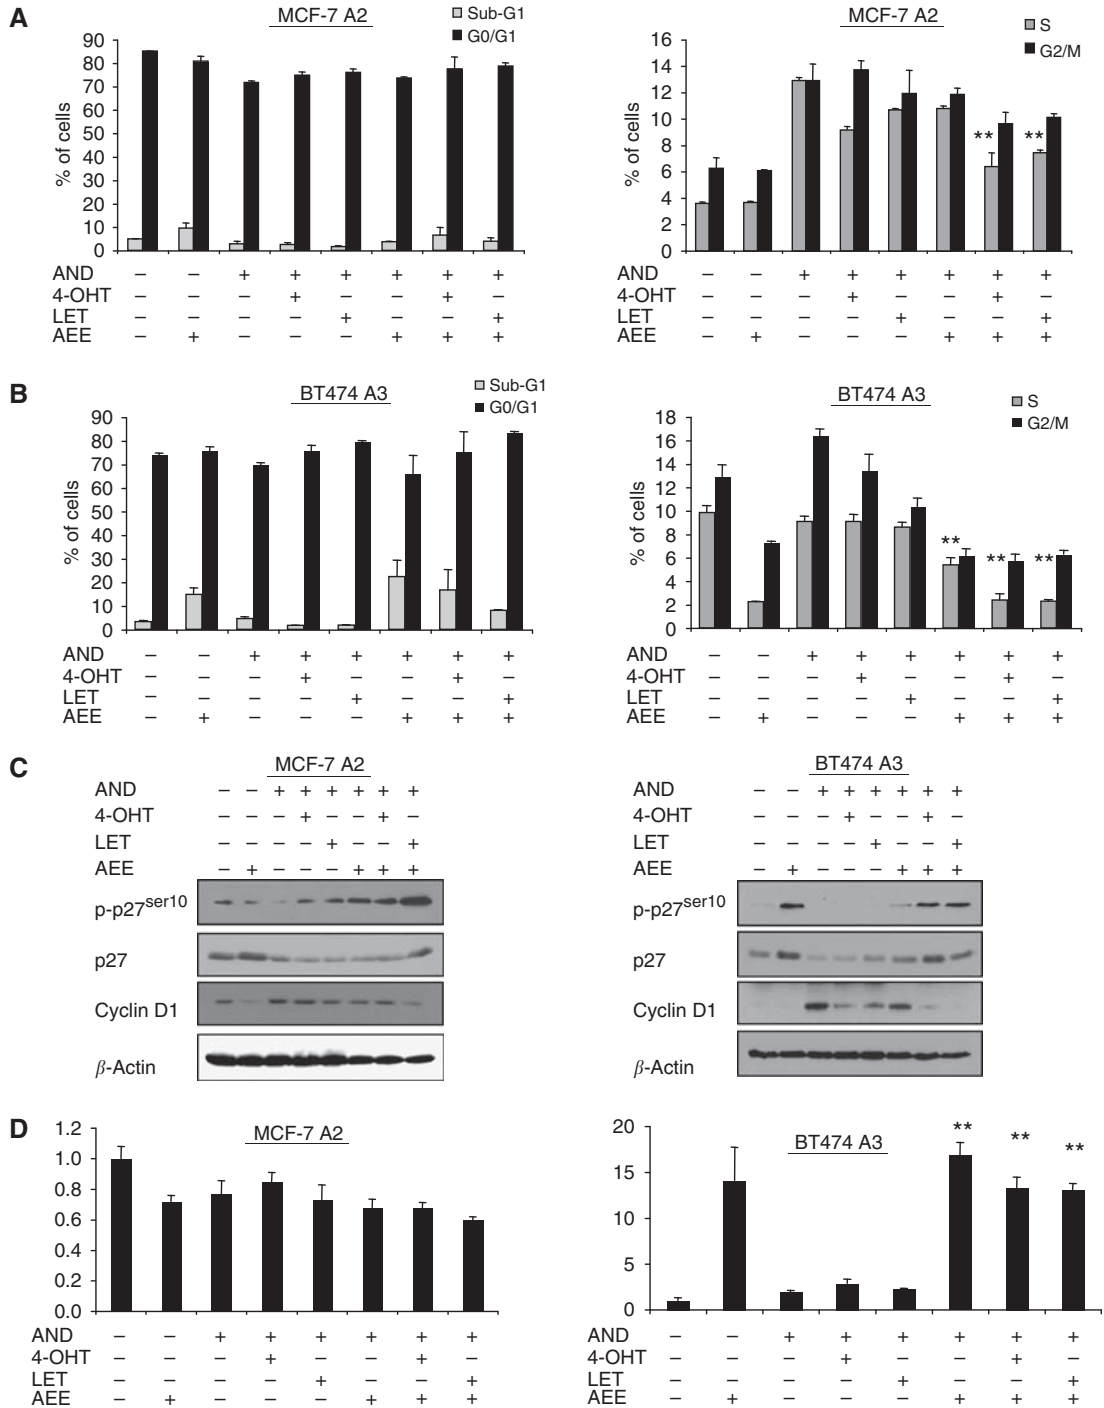 A
MCF-7 A2
Sub-G1
G0/G1
% of cells
90
80
70
60
50
40
30
20
10
0
AND – – + + + + + +
4-OHT – – – + – – + –
LET – – – – + – – +
AEE – + – – – + + +
MCF-7 A2
S
G2/M
% of cells
16
14
12
10
8
6
4
2
0
** **
AND – – + + + + + +
4-OHT – – – + – – + –
LET – – – – + – – +
AEE – + – – – + + +
B
BT474 A3
Sub-G1
G0/G1
% of cells
90
80
70
60
50
40
30
20
10
0
AND – – + + + + + +
4-OHT – – – + – – + –
LET – – – – + – – +
AEE – + – – – + + +
BT474 A3
S
G2/M
% of cells
18
16
14
12
10
8
6
4
2
0
** ** **
AND – – + + + + + +
4-OHT – – – + – – + –
LET – – – – + – – +
AEE – + – – – + + +
C
MCF-7 A2
AND – – + + + + + +
4-OHT – – – + – – + –
LET – – – – + – – +
AEE – + – – – + + +
p-p27ser10
p27
Cyclin D1
β-Actin
BT474 A3
AND – – + + + + + +
4-OHT – – – + – – + –
LET – – – – + – – +
AEE – + – – – + + +
p-p27ser10
p27
Cyclin D1
β-Actin
D
MCF-7 A2
1.2
1.0
0.8
0.6
0.4
0.2
0.0
AND – – + + + + + +
4-OHT – – – + – – + –
LET – – – – + – – +
AEE – + – – – + + +
BT474 A3
20
15
10
5
0
** ** **
AND – – + + + + + +
4-OHT – – – + – – + –
LET – – – – + – – +
AEE – + – – – + + +